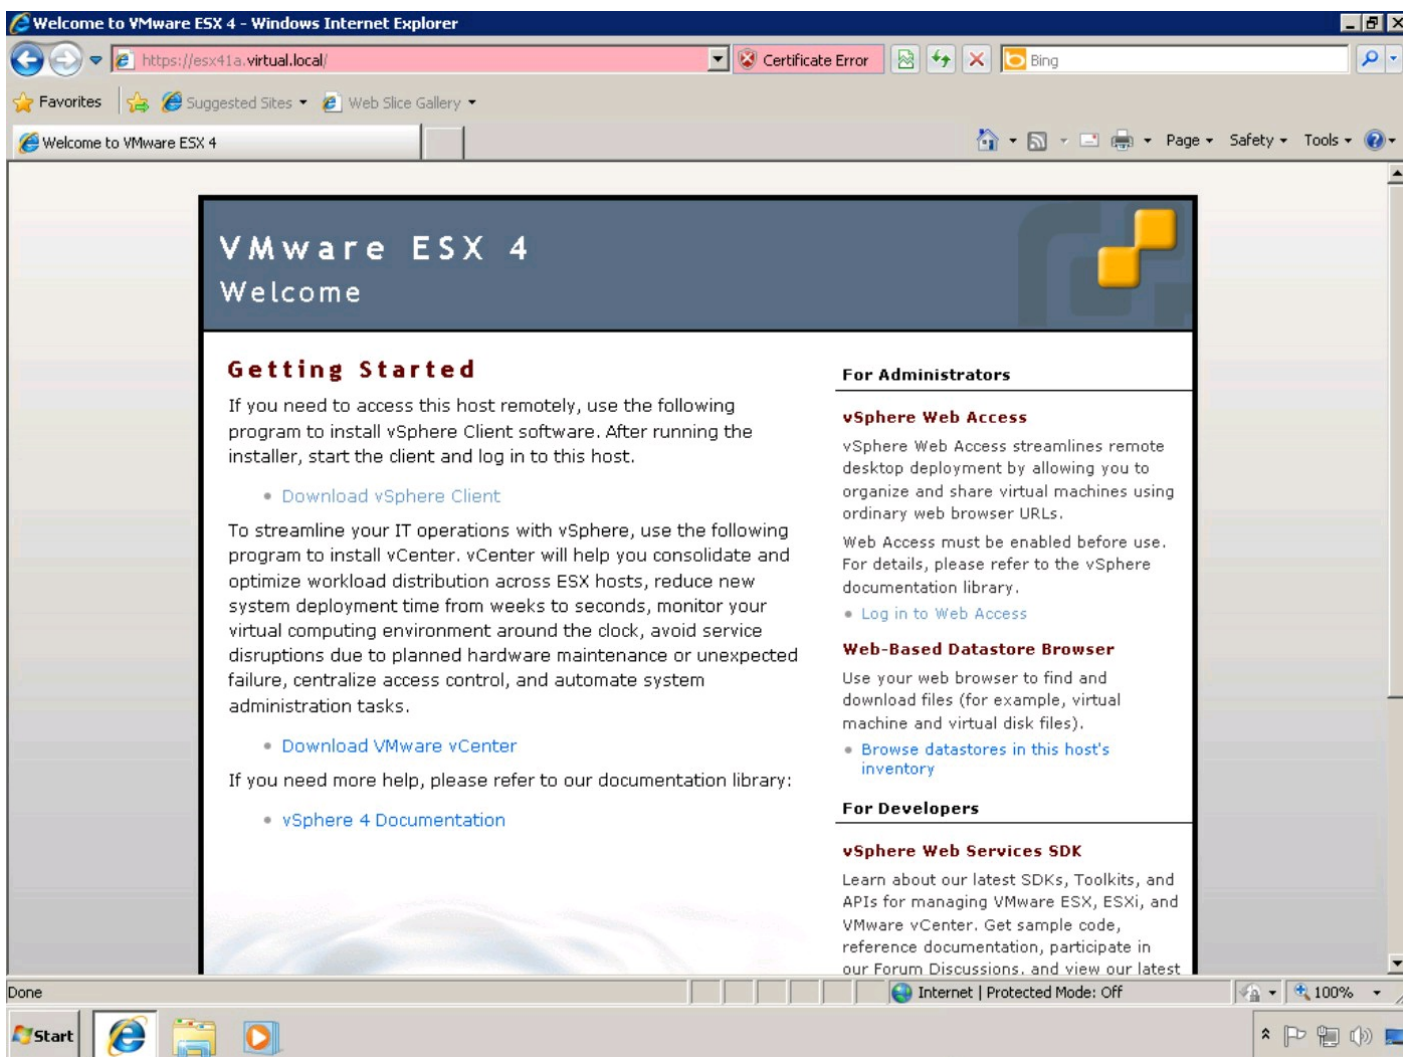 Welcome to VMware ESX 4 - Windows Internet Explorer
https://esx41a.virtual.local/
Certificate Error
Bing
Favorites
Suggested Sites
Web Slice Gallery
Welcome to VMware ESX 4
Page
Safety
Tools
VMware ESX 4
Welcome
Getting Started
If you need to access this host remotely, use the following
program to install vSphere Client software. After running the
installer, start the client and log in to this host.
Download vSphere Client
To streamline your IT operations with vSphere, use the following
program to install vCenter. vCenter will help you consolidate and
optimize workload distribution across ESX hosts, reduce new
system deployment time from weeks to seconds, monitor your
virtual computing environment around the clock, avoid service
disruptions due to planned hardware maintenance or unexpected
failure, centralize access control, and automate system
administration tasks.
Download VMware vCenter
If you need more help, please refer to our documentation library:
vSphere 4 Documentation
For Administrators
vSphere Web Access
vSphere Web Access streamlines remote
desktop deployment by allowing you to
organize and share virtual machines using
ordinary web browser URLs.
Web Access must be enabled before use.
For details, please refer to the vSphere
documentation library.
Log in to Web Access
Web-Based Datastore Browser
Use your web browser to find and
download files (for example, virtual
machine and virtual disk files).
Browse datastores in this host's
inventory
For Developers
vSphere Web Services SDK
Learn about our latest SDKs, Toolkits, and
APIs for managing VMware ESX, ESXi, and
VMware vCenter. Get sample code,
reference documentation, participate in
our Forum Discussions, and view our latest
Done
Internet | Protected Mode: Off
100%
Start